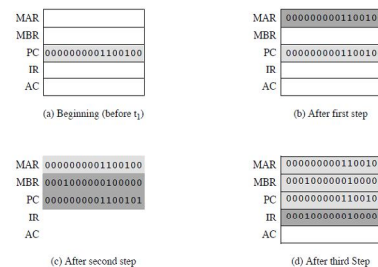 MAR
MBR
PC 0000000001100100
IR
AC
(a) Beginning (before t1)
MAR 000000000110010
MBR
PC 000000000110010
IR
AC
(b) After first step
MAR 0000000001100100
MBR 0001000000100000
PC 0000000001100101
IR
AC
(c) After second step
MAR 000000000110010
MBR 000100000010000
PC 000000000110010
IR 000100000010000
AC
(d) After third Step